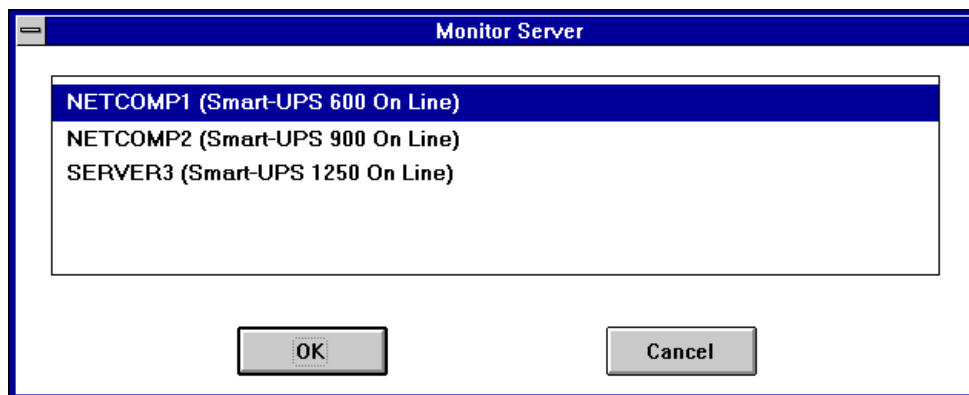 Monitor Server
NETCOMP1 (Smart-UPS 600 On Line)
NETCOMP2 (Smart-UPS 900 On Line)
SERVER3 (Smart-UPS 1250 On Line)
OK Cancel